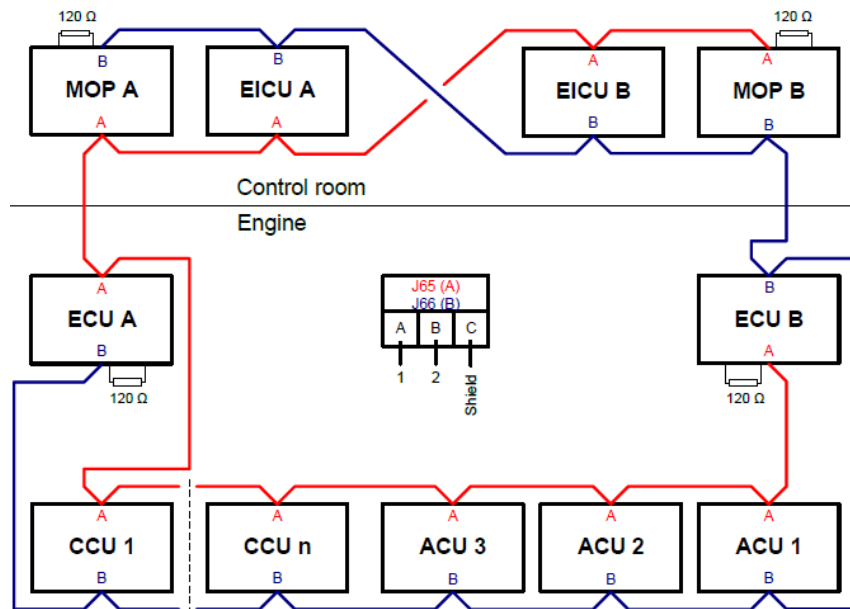 120 Ω
120 Ω
B
B
A
A
MOP A
EICU A
EICU B
MOP B
A
A
B
B
Control room
Engine
A
J65 (A)
B
J66 (B)
ECU A
A
B
C
ECU B
B
A
1
2
Shield
120 Ω
120 Ω
A
A
A
A
A
CCU 1
CCU n
ACU 3
ACU 2
ACU 1
B
B
B
B
B